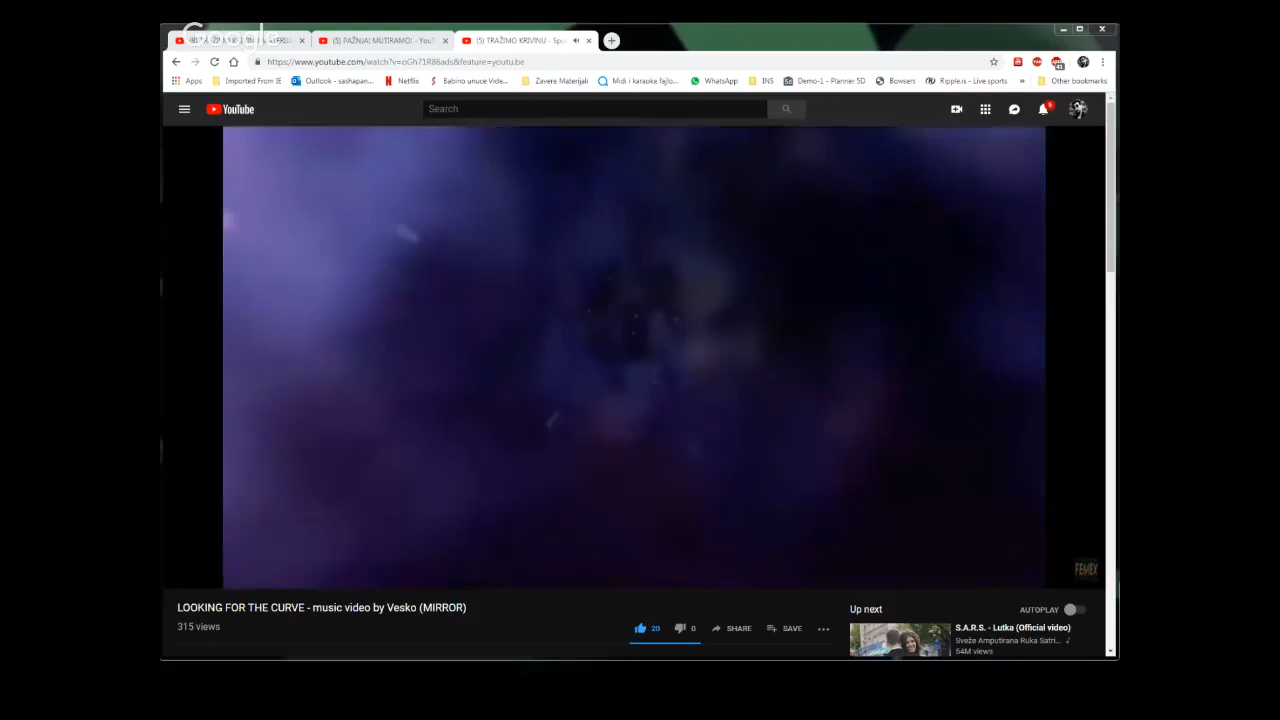 Google
(5) PAŽNJA! MUTIRAMO! - YouT
(5) TRAŽIMO KRIVINU - Spo
https://www.youtube.com/watch?v=oGh71R86ads&feature=youtu.be
Apps Imported From IE Outlook - sashapan... Netflix Babino unuce Vide... Zavere Materijali Midi i karaoke fajlo... WhatsApp INS Demo-1 - Planner 5D Bowsers Ripple.is - Live sports » Other bookmarks
YouTube
Search
FEMEX
LOOKING FOR THE CURVE - music video by Vesko (MIRROR)
315 views
20 0 SHARE SAVE
Up next AUTOPLAY
S.A.R.S. - Lutka (Official video)
Sveže Amputirana Ruka Satri...
54M views